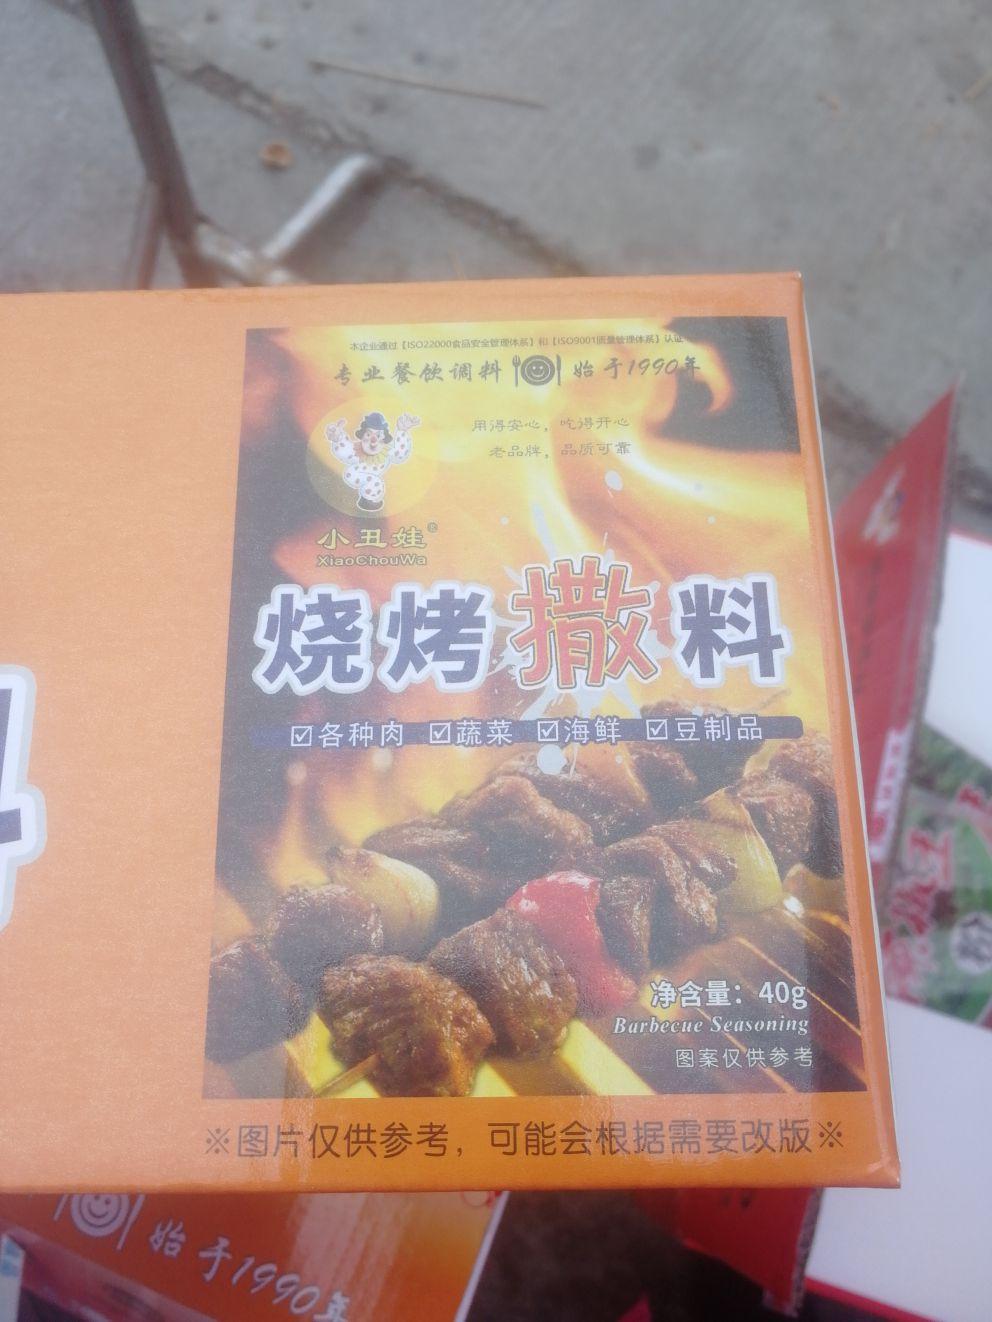 本企业通过【ISO22000食品安全管理体系】和【ISO9001质量管理体系】认证
专业餐饮调料 始于1990年
用得安心，吃得开心
老品牌，品质可靠
小丑娃®
XiaoChouWa
烧烤撒料
☑各种肉 ☑蔬菜 ☑海鲜 ☑豆制品
净含量：40g
Barbecue Seasoning
图案仅供参考
※图片仅供参考，可能会根据需要改版※
始于1990年